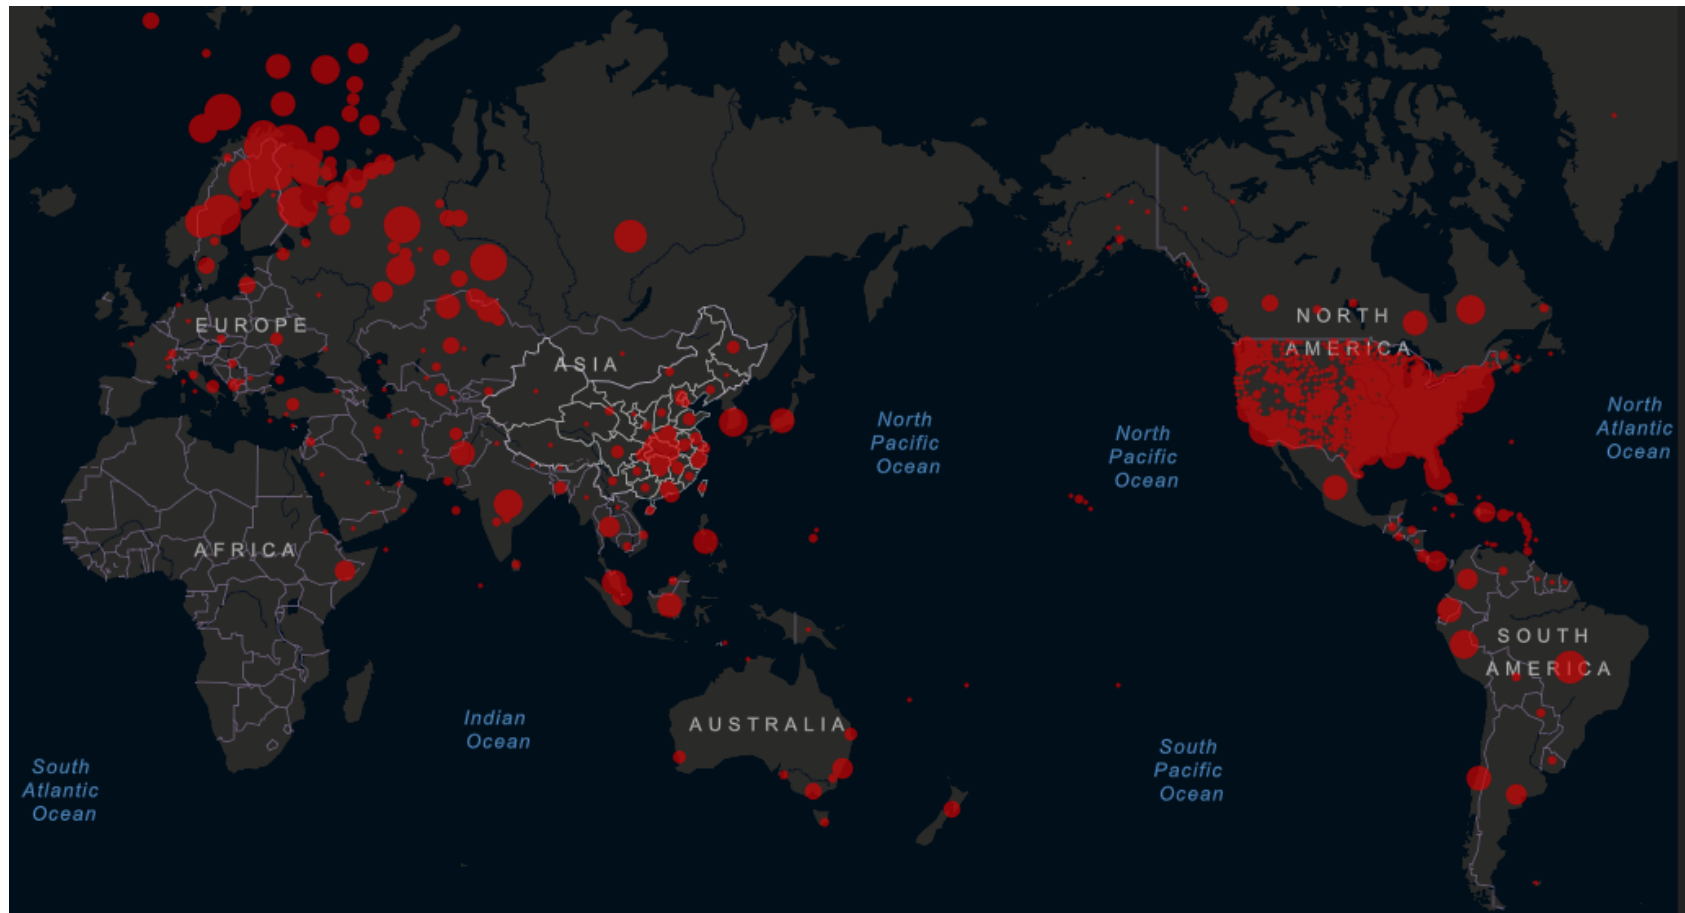 EUROPE
ASIA
AFRICA
AUSTRALIA
NORTH
AMERICA
SOUTH
AMERICA
North
Pacific
Ocean
North
Pacific
Ocean
North
Atlantic
Ocean
Indian
Ocean
South
Atlantic
Ocean
South
Pacific
Ocean